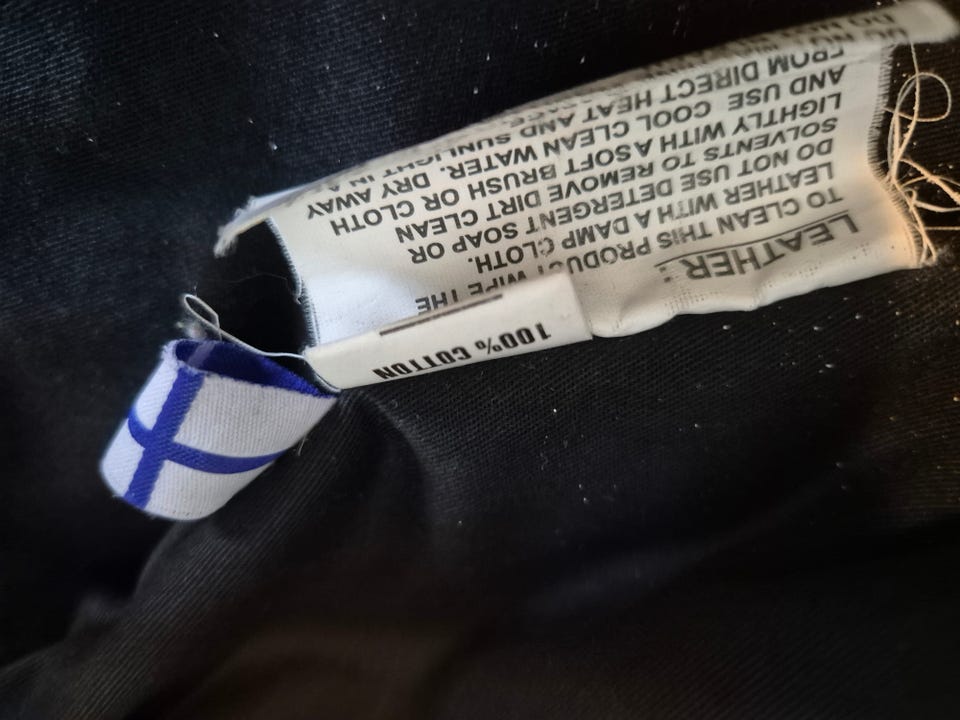 LEATHER:
TO CLEAN THIS PRODUCT WIPE THE
LEATHER WITH A DAMP CLOTH.
DO NOT USE DETERGENT SOAP OR
SOLVENTS TO REMOVE DIRT CLEAN
LIGHTLY WITH A SOFT BRUSH OR CLOTH
AND USE COOL CLEAN WATER. DRY AWAY
FROM DIRECT HEAT AND SUNLIGHT IN A
100% COTTON